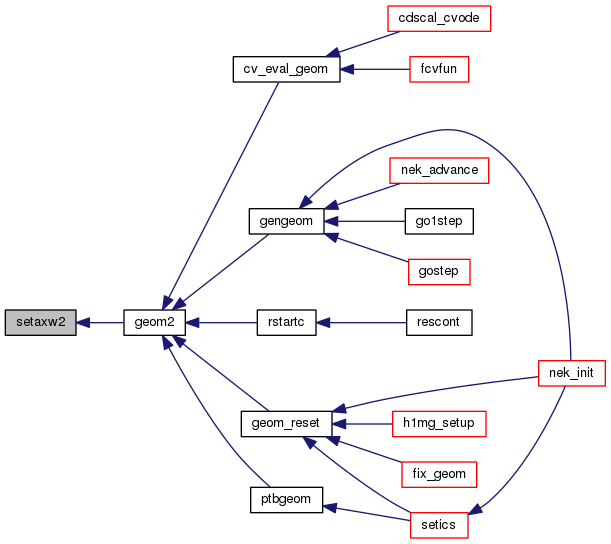 cdscal_cvode
cv_eval_geom
fcvfun
nek_advance
gengeom
go1step
gostep
setaxw2
geom2
rstartc
rescont
nek_init
geom_reset
h1mg_setup
fix_geom
ptbgeom
setics